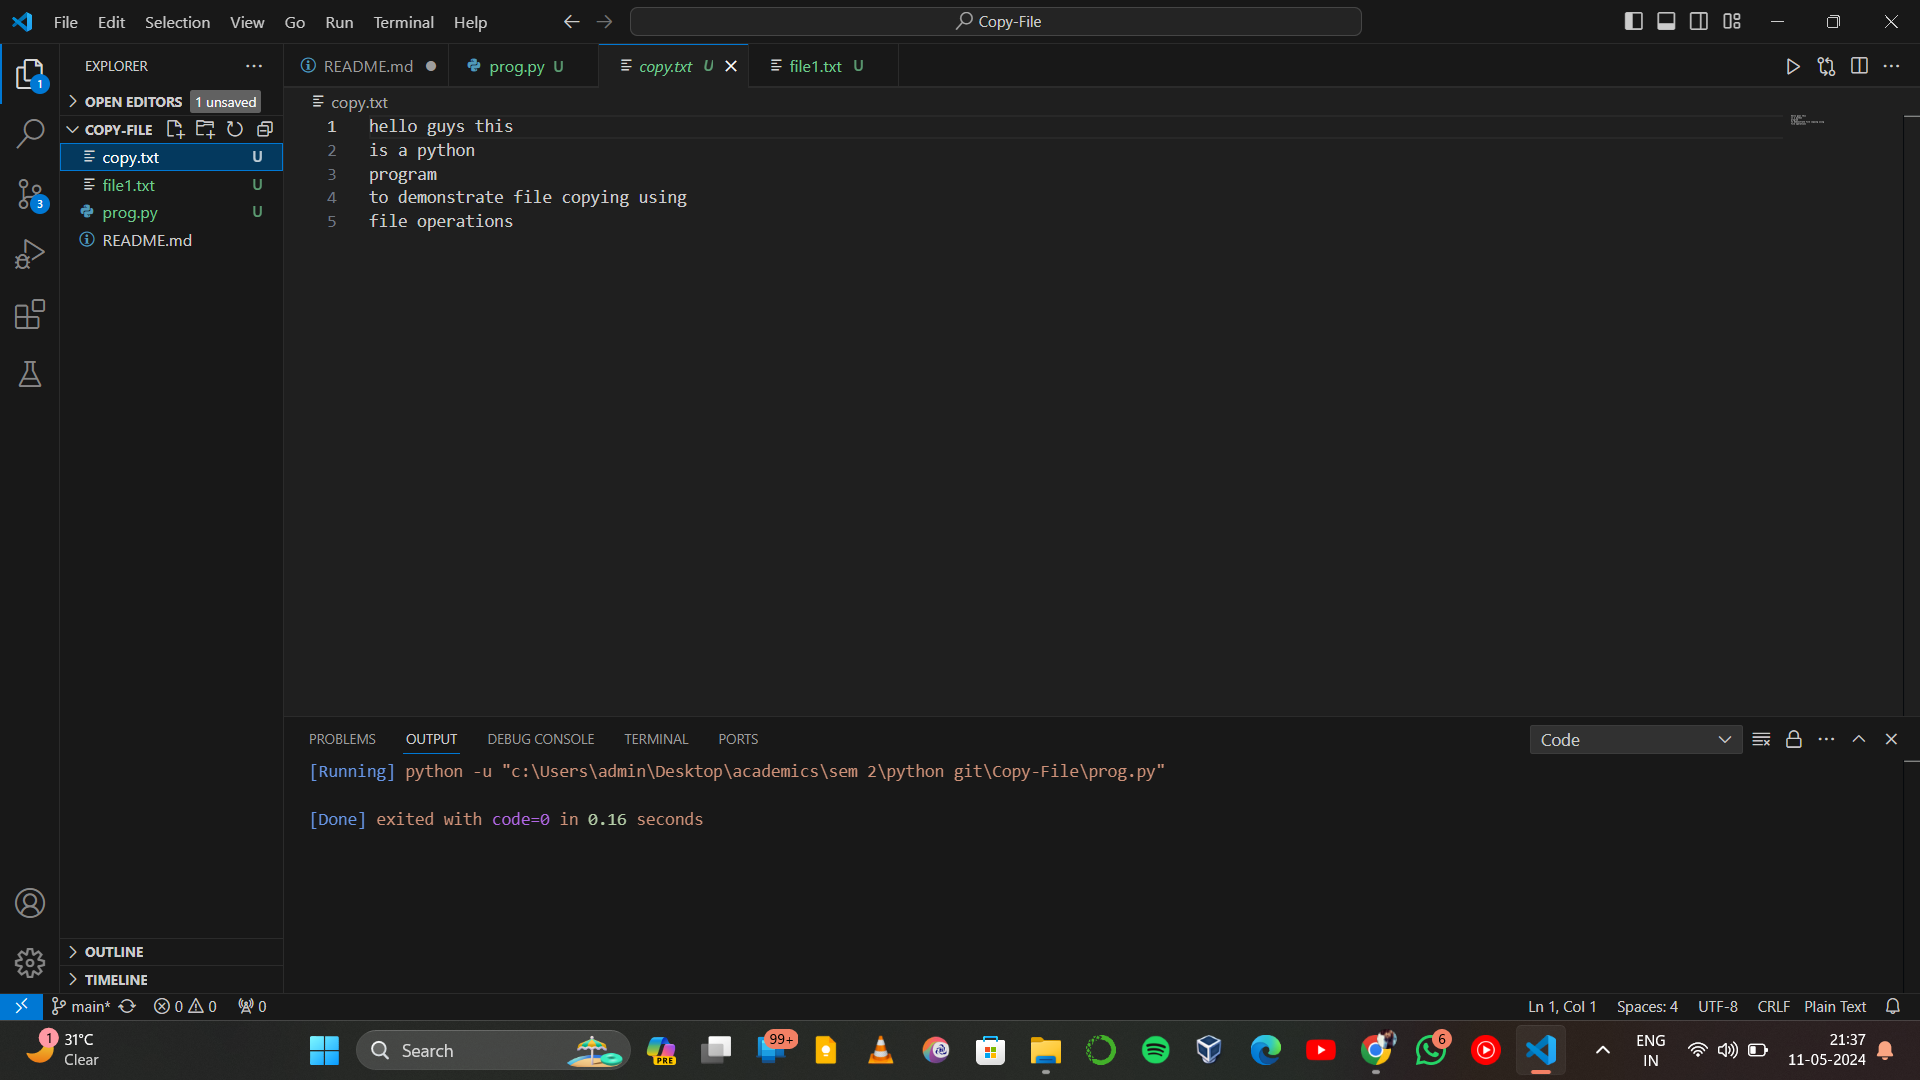 File Edit Selection View Go Run Terminal Help
Copy-File
EXPLORER
OPEN EDITORS 1 unsaved
COPY-FILE
copy.txt U
file1.txt U
prog.py U
README.md
OUTLINE
TIMELINE
1
3
README.md
prog.py U
copy.txt U
file1.txt U
copy.txt
1 hello guys this
2 is a python
3 program
4 to demonstrate file copying using
5 file operations
PROBLEMS OUTPUT DEBUG CONSOLE TERMINAL PORTS
Code
[Running] python -u "c:\Users\admin\Desktop\academics\sem 2\python git\Copy-File\prog.py"
[Done] exited with code=0 in 0.16 seconds
main* 0 0 0
Ln 1, Col 1 Spaces: 4 UTF-8 CRLF Plain Text
1
31°C
Clear
Search
PRE
99+
6
ENG
IN
21:37
11-05-2024